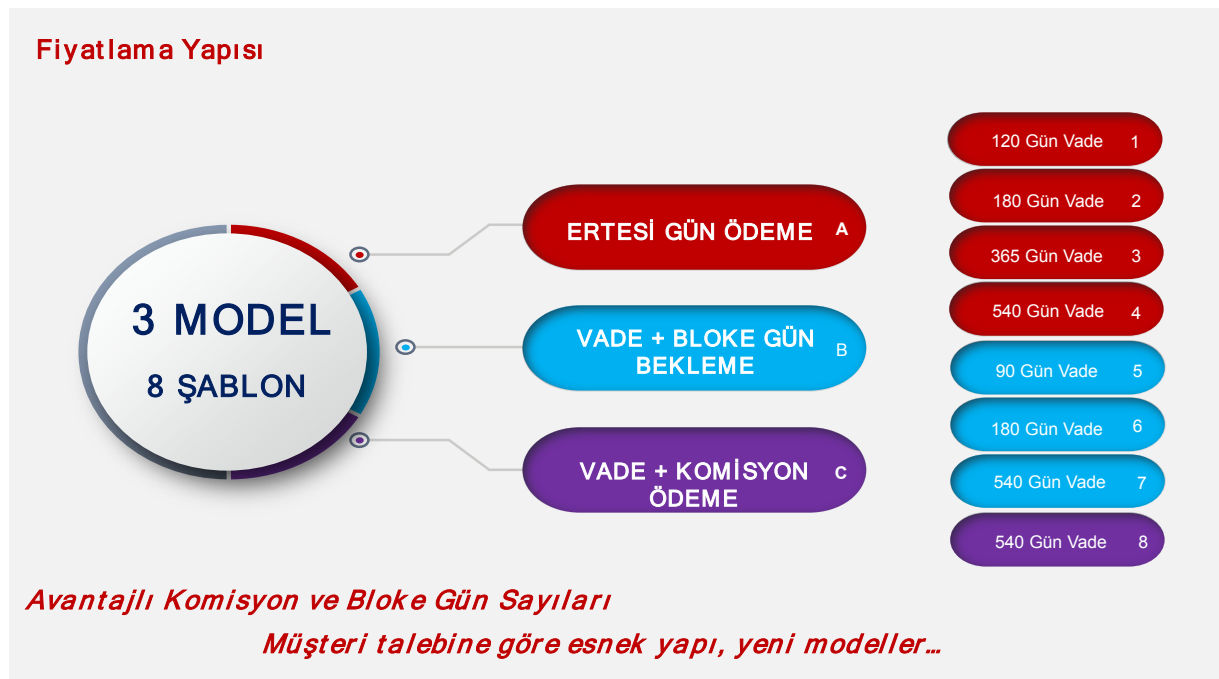 Fiyatlama Yapısı
3 MODEL
8 ŞABLON
ERTESİ GÜN ÖDEME A
VADE + BLOKE GÜN
BEKLEME
B
VADE + KOMİSYON
ÖDEME
C
120 Gün Vade 1
180 Gün Vade 2
365 Gün Vade 3
540 Gün Vade 4
90 Gün Vade 5
180 Gün Vade 6
540 Gün Vade 7
540 Gün Vade 8
Avantajlı Komisyon ve Bloke Gün Sayıları
Müşteri talebine göre esnek yapı, yeni modeller…